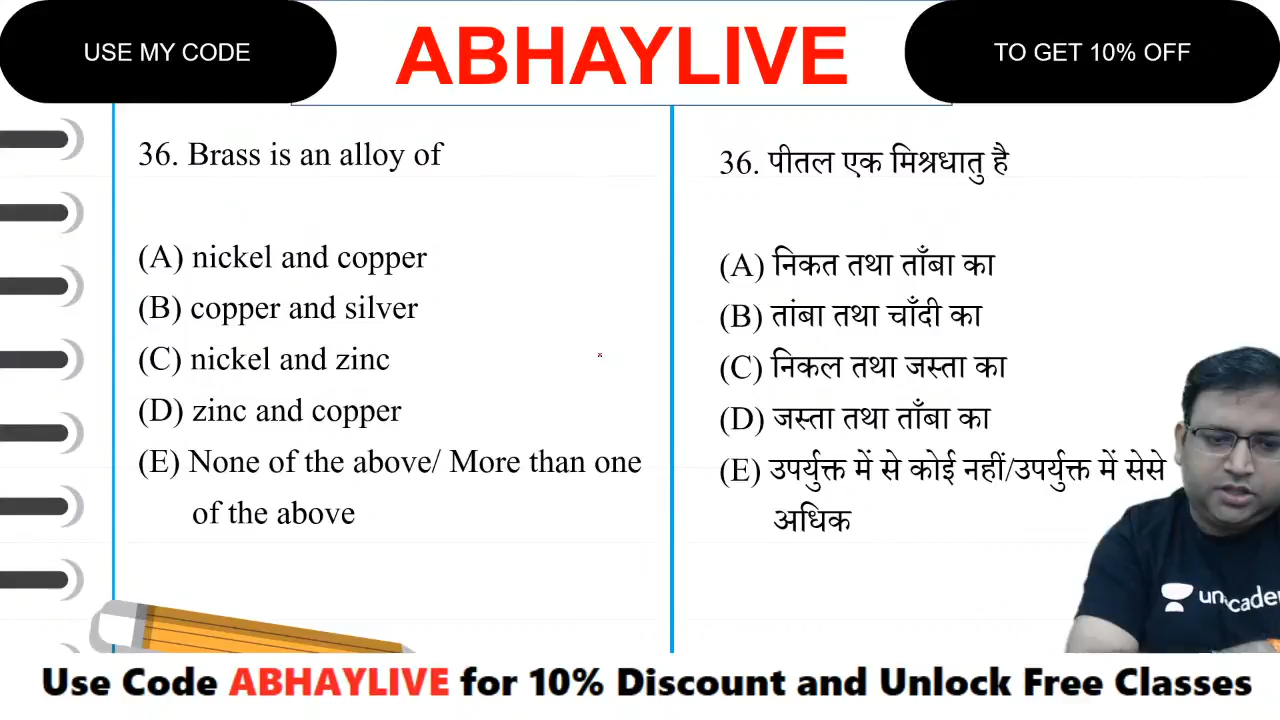 USE MY CODE
ABHAYLIVE
TO GET 10% OFF
36. Brass is an alloy of
(A) nickel and copper
(B) copper and silver
(C) nickel and zinc
(D) zinc and copper
(E) None of the above/ More than one
of the above
36. पीतल एक मिश्रधातु है
(A) निकत तथा ताँबा का
(B) तांबा तथा चाँदी का
(C) निकल तथा जस्ता का
(D) जस्ता तथा ताँबा का
(E) उपर्युक्त में से कोई नहीं/उपर्युक्त में सेसे
अधिक
Use Code ABHAYLIVE for 10% Discount and Unlock Free Classes